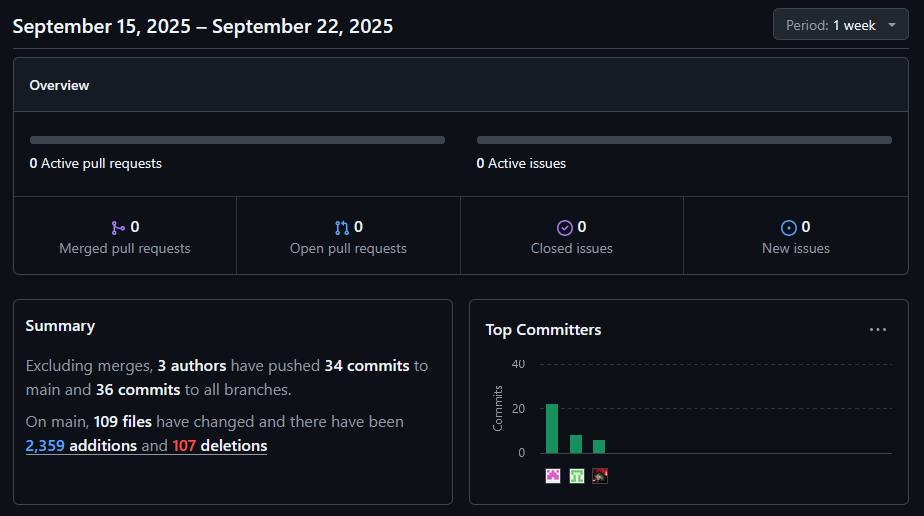 September 15, 2025 – September 22, 2025
Period: 1 week
Overview
0 Active pull requests
0 Active issues
0
Merged pull requests
0
Open pull requests
0
Closed issues
0
New issues
Summary
Excluding merges, 3 authors have pushed 34 commits to
main and 36 commits to all branches.
On main, 109 files have changed and there have been
2,359 additions and 107 deletions
Top Committers
Commits
40
20
0